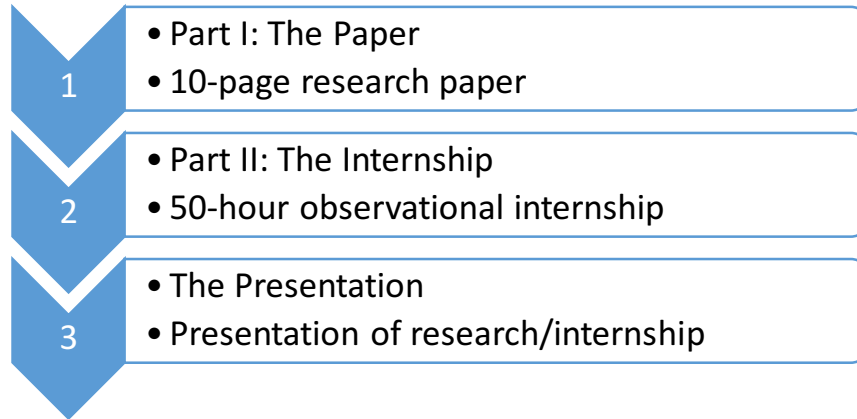 1
• Part I: The Paper
• 10-page research paper
2
• Part II: The Internship
• 50-hour observational internship
3
• The Presentation
• Presentation of research/internship